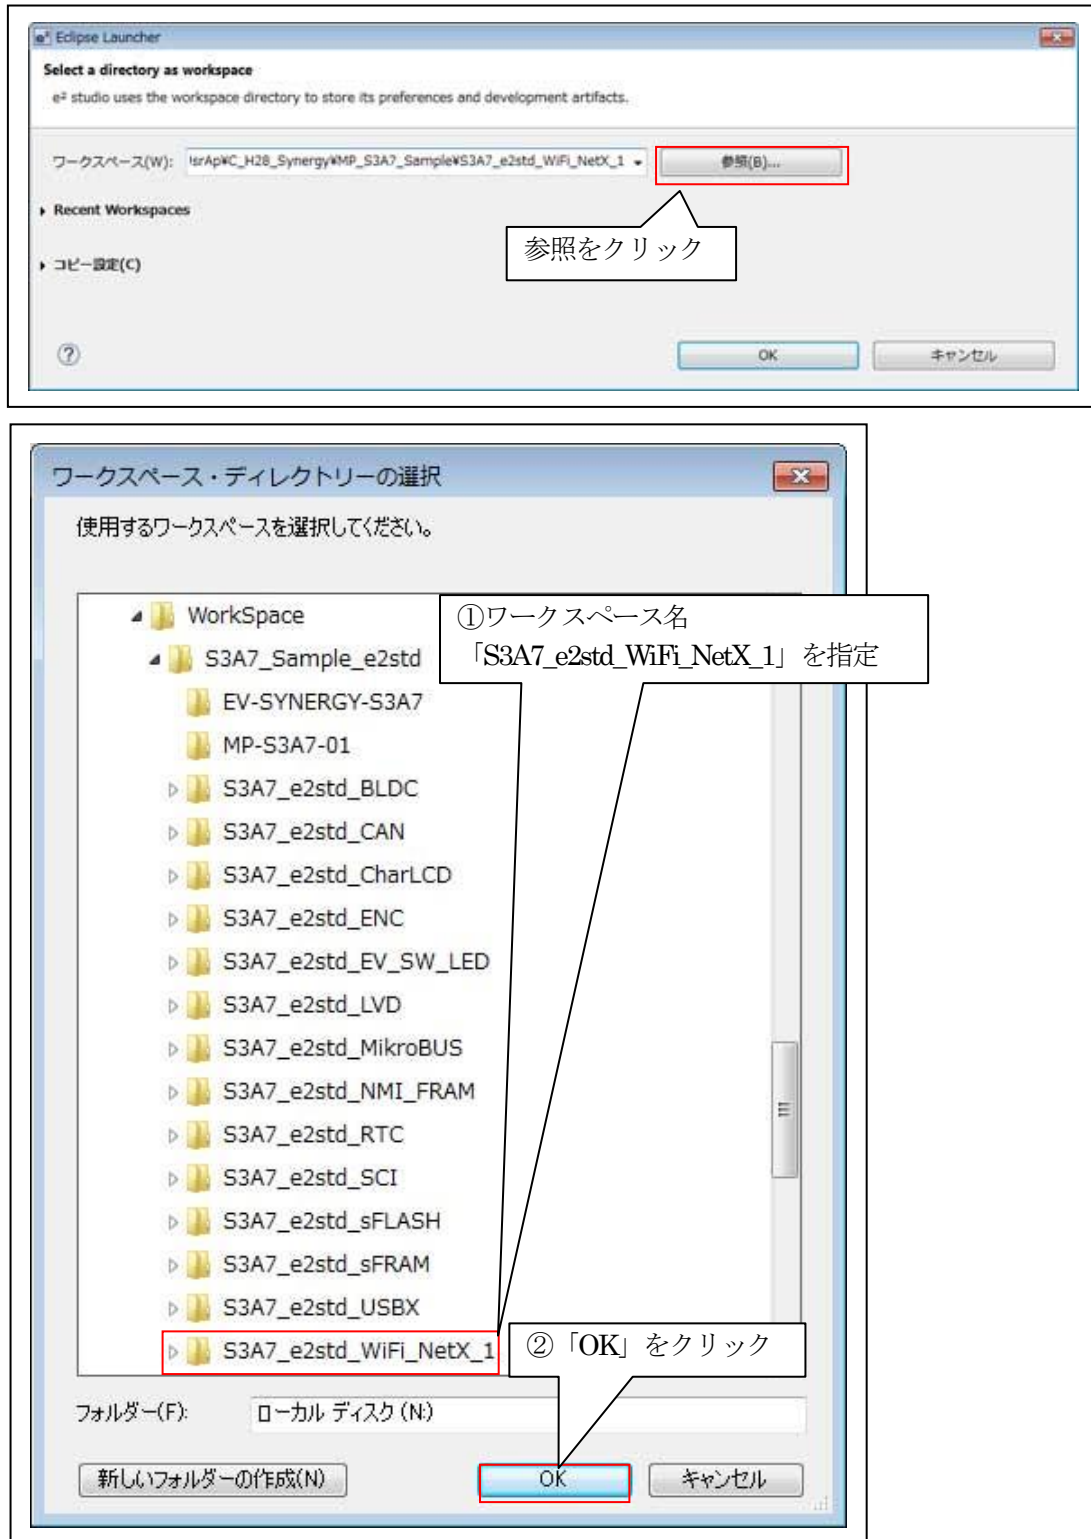 Eclipse Launcher
Select a directory as workspace
e² studio uses the workspace directory to store its preferences and development artifacts.
ワークスペース(W): IsrAp¥C_H28_Synergy¥MP_S3A7_Sample¥S3A7_e2std_WiFi_NetX_1 参照(B)...
Recent Workspaces
参照をクリック
コピー設定(C)
OK キャンセル
ワークスペース・ディレクトリーの選択
使用するワークスペースを選択してください。
WorkSpace
①ワークスペース名
「S3A7_e2std_WiFi_NetX_1」を指定
S3A7_Sample_e2std
EV-SYNERGY-S3A7
MP-S3A7-01
S3A7_e2std_BLDC
S3A7_e2std_CAN
S3A7_e2std_CharLCD
S3A7_e2std_ENC
S3A7_e2std_EV_SW_LED
S3A7_e2std_LVD
S3A7_e2std_MikroBUS
S3A7_e2std_NMI_FRAM
S3A7_e2std_RTC
S3A7_e2std_SCI
S3A7_e2std_sFLASH
S3A7_e2std_sFRAM
S3A7_e2std_USBX
S3A7_e2std_WiFi_NetX_1
②「OK」をクリック
フォルダー(F): ローカル ディスク (N:)
新しいフォルダーの作成(N) OK キャンセル